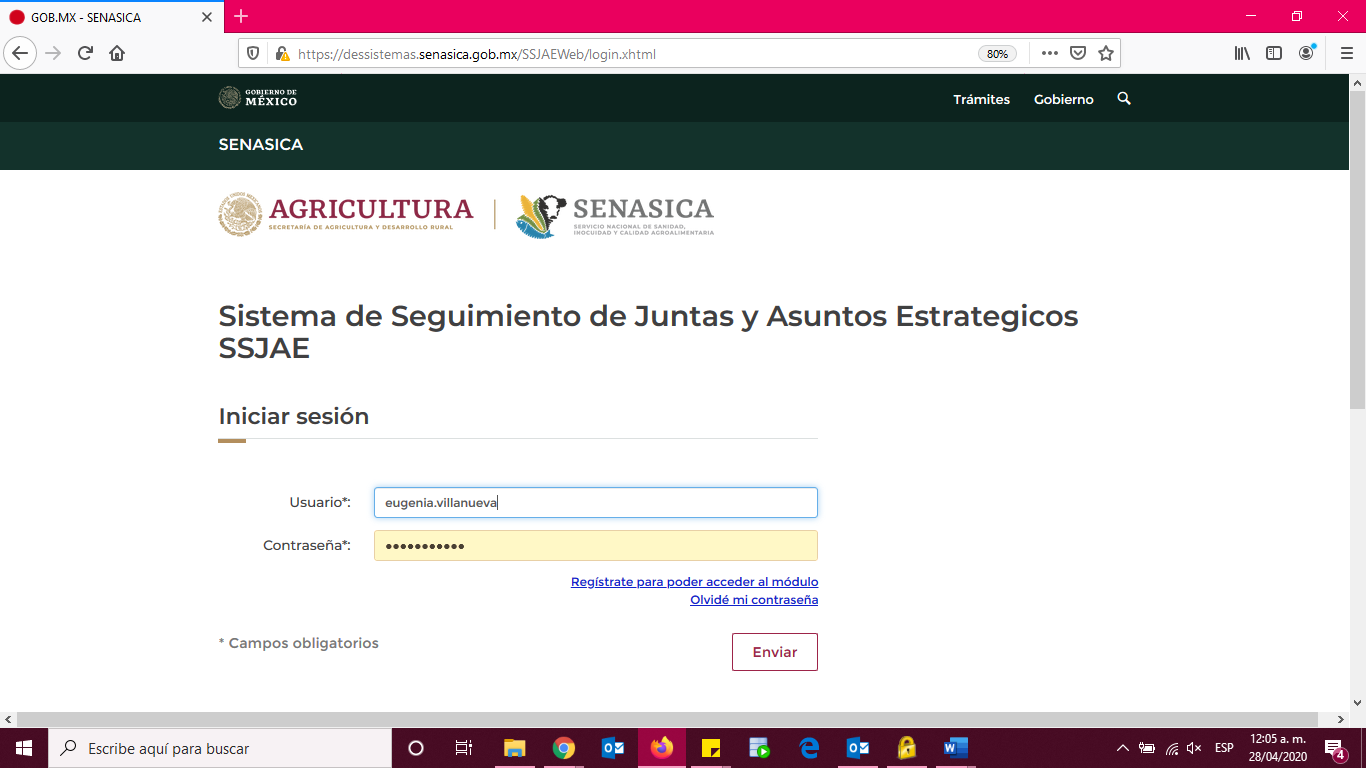 GOB.MX - SENASICA
https://dessistemas.senasica.gob.mx/SSJAEWeb/login.xhtml
80%
GOBIERNO DE
MÉXICO
Trámites
Gobierno
SENASICA
AGRICULTURA
SECRETARÍA DE AGRICULTURA Y DESARROLLO RURAL
SENASICA
SERVICIO NACIONAL DE SANIDAD,
INOCUIDAD Y CALIDAD AGROALIMENTARIA
Sistema de Seguimiento de Juntas y Asuntos Estrategicos
SSJAE
Iniciar sesión
Usuario*:
eugenia.villanueva
Contraseña*:
•••••••••••
Regístrate para poder acceder al módulo
Olvidé mi contraseña
* Campos obligatorios
Enviar
Escribe aquí para buscar
ESP
12:05 a. m.
28/04/2020
4